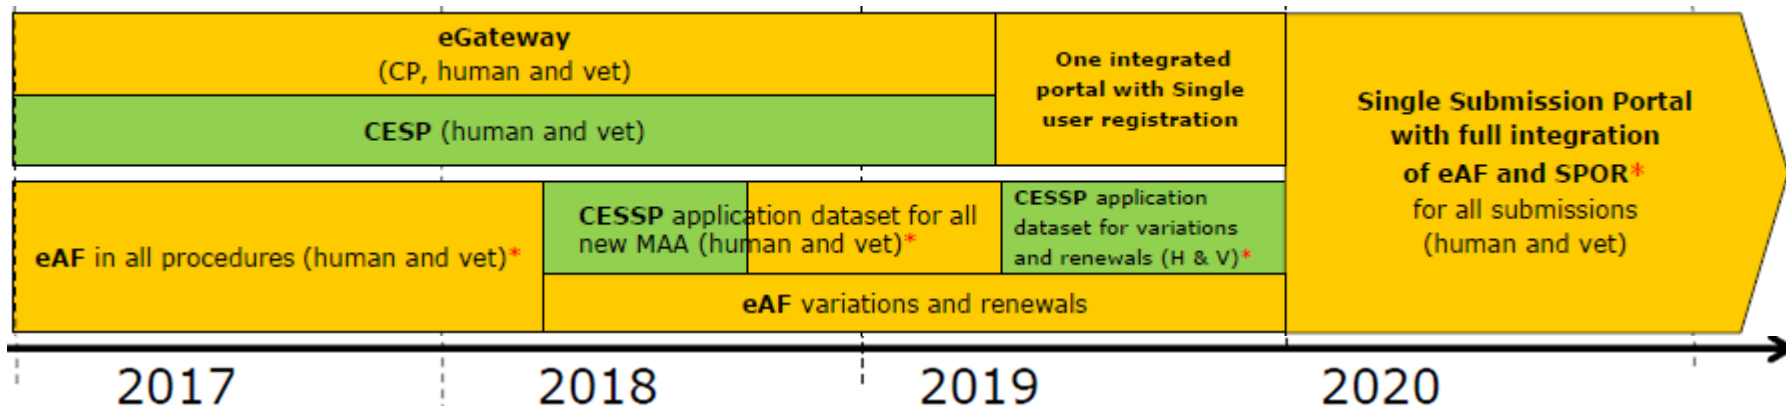 eGateway
(CP, human and vet)
CESP (human and vet)
One integrated
portal with Single
user registration
eAF in all procedures (human and vet)*
CESSP application dataset for all
new MAA (human and vet)*
CESSP application
dataset for variations
and renewals (H & V)*
eAF variations and renewals
Single Submission Portal
with full integration
of eAF and SPOR*
for all submissions
(human and vet)
2017
2018
2019
2020